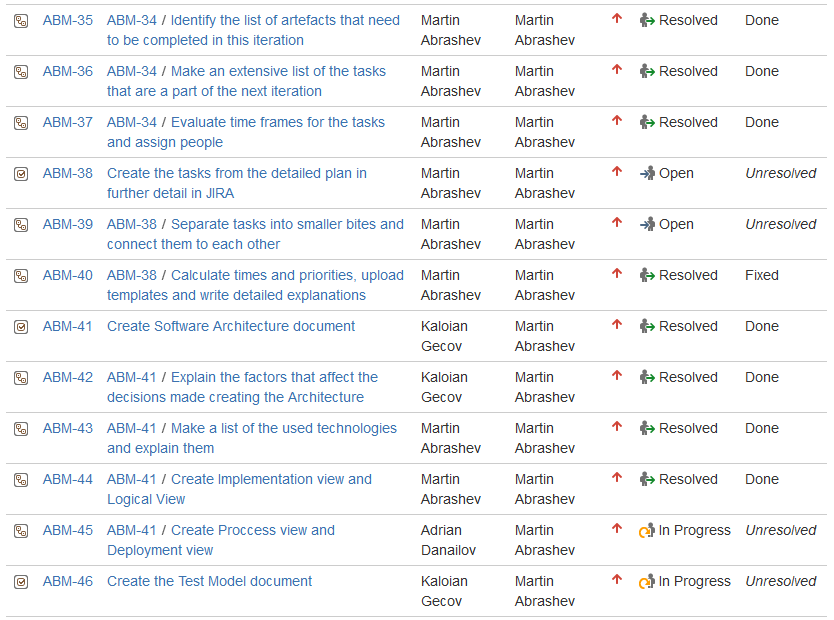 ABM-35 ABM-34 / Identify the list of artefacts that need Martin Martin Resolved Done
to be completed in this iteration Abrashev Abrashev
ABM-36 ABM-34 / Make an extensive list of the tasks Martin Martin Resolved Done
that are a part of the next iteration Abrashev Abrashev
ABM-37 ABM-34 / Evaluate time frames for the tasks Martin Martin Resolved Done
and assign people Abrashev Abrashev
ABM-38 Create the tasks from the detailed plan in Martin Martin Open Unresolved
further detail in JIRA Abrashev Abrashev
ABM-39 ABM-38 / Separate tasks into smaller bites and Martin Martin Open Unresolved
connect them to each other Abrashev Abrashev
ABM-40 ABM-38 / Calculate times and priorities, upload Martin Martin Resolved Fixed
templates and write detailed explanations Abrashev Abrashev
ABM-41 Create Software Architecture document Kaloian Martin Resolved Done
Gecov Abrashev
ABM-42 ABM-41 / Explain the factors that affect the Kaloian Martin Resolved Done
decisions made creating the Architecture Gecov Abrashev
ABM-43 ABM-41 / Make a list of the used technologies Martin Martin Resolved Done
and explain them Abrashev Abrashev
ABM-44 ABM-41 / Create Implementation view and Martin Martin Resolved Done
Logical View Abrashev Abrashev
ABM-45 ABM-41 / Create Proccess view and Adrian Martin In Progress Unresolved
Deployment view Danailov Abrashev
ABM-46 Create the Test Model document Kaloian Martin In Progress Unresolved
Gecov Abrashev